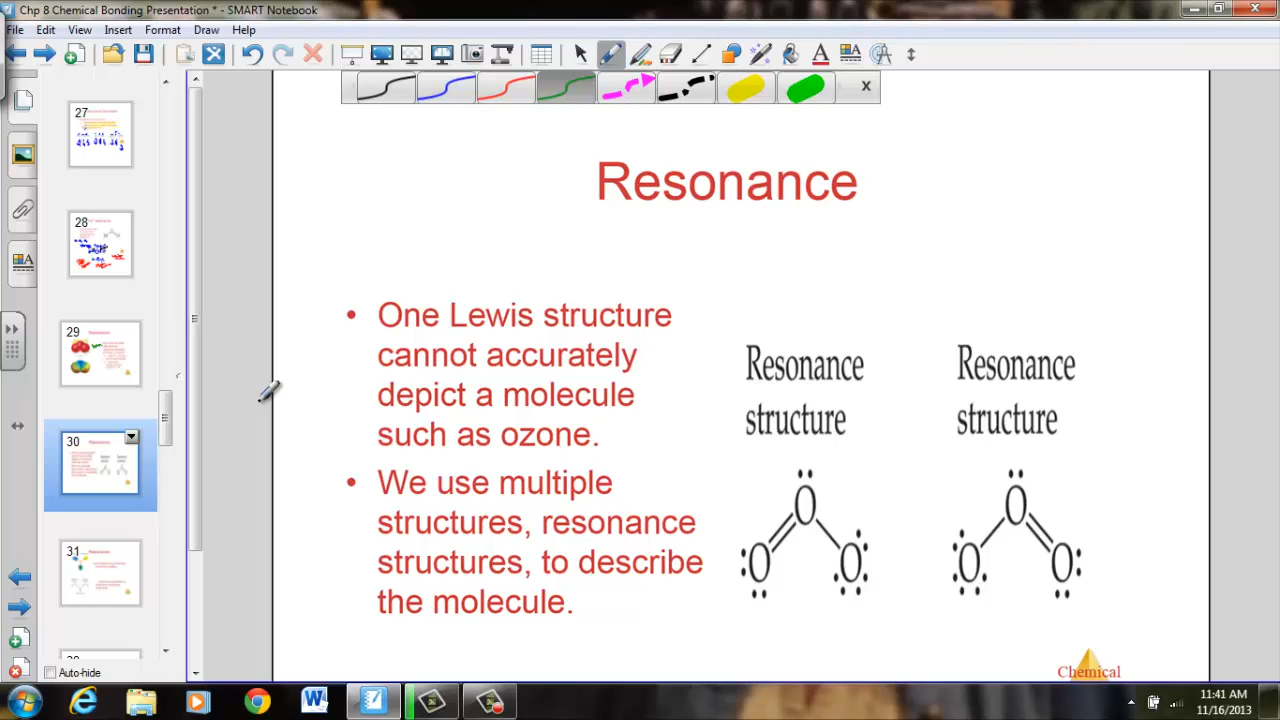 Chp 8 Chemical Bonding Presentation * - SMART Notebook
File Edit View Insert Format Draw Help
x
27
28
29
30
31
Auto-hide
Resonance
• One Lewis structure
cannot accurately
depict a molecule
such as ozone.
• We use multiple
structures, resonance
structures, to describe
the molecule.
Resonance
structure
O
O O
Resonance
structure
O
O O
Chemical
11:41 AM
11/16/2013